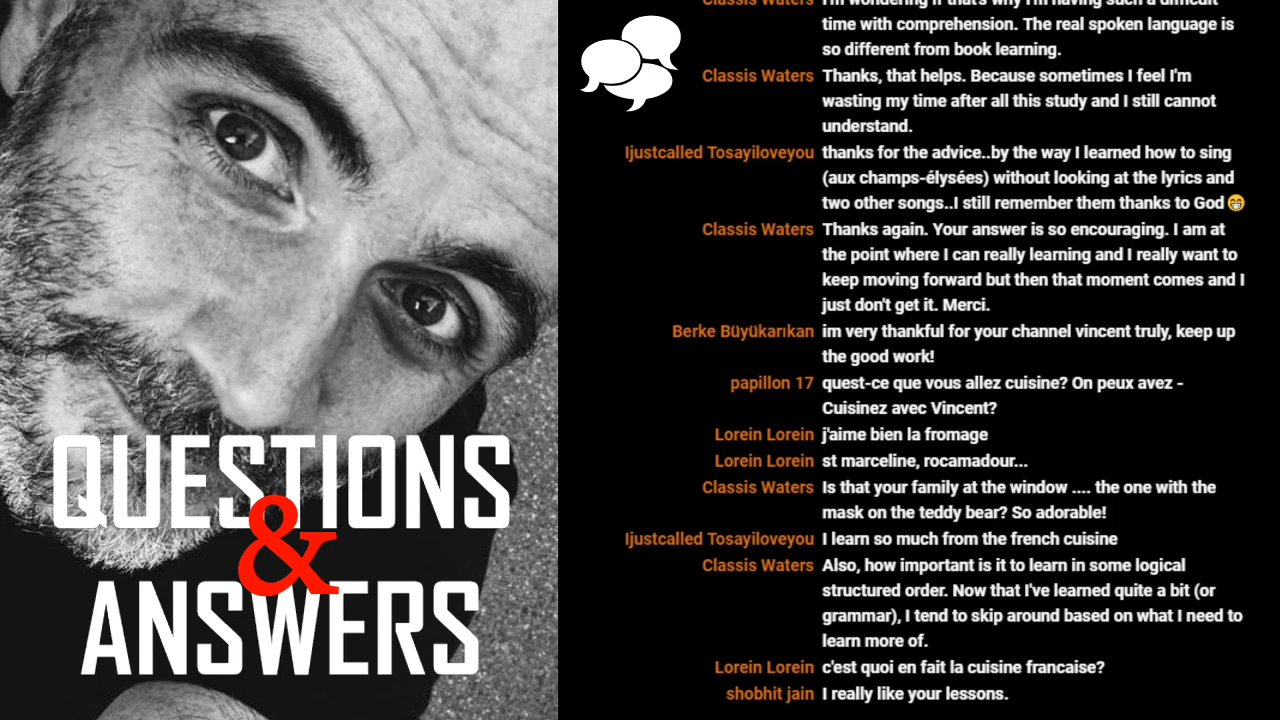 QUESTIONS
&
ANSWERS
Classis Waters I'm wondering if that's why I'm having such a difficult
time with comprehension. The real spoken language is
so different from book learning.
Classis Waters Thanks, that helps. Because sometimes I feel I'm
wasting my time after all this study and I still cannot
understand.
Ijustcalled Tosayiloveyou thanks for the advice..by the way I learned how to sing
(aux champs-élysées) without looking at the lyrics and
two other songs..I still remember them thanks to God😁
Classis Waters Thanks again. Your answer is so encouraging. I am at
the point where I can really learning and I really want to
keep moving forward but then that moment comes and I
just don't get it. Merci.
Berke Büyükarıkan im very thankful for your channel vincent truly, keep up
the good work!
papillon 17 quest-ce que vous allez cuisine? On peux avez -
Cuisinez avec Vincent?
Lorein Lorein j'aime bien la fromage
Lorein Lorein st marceline, rocamadour...
Classis Waters Is that your family at the window .... the one with the
mask on the teddy bear? So adorable!
Ijustcalled Tosayiloveyou I learn so much from the french cuisine
Classis Waters Also, how important is it to learn in some logical
structured order. Now that I've learned quite a bit (or
grammar), I tend to skip around based on what I need to
learn more of.
Lorein Lorein c'est quoi en fait la cuisine francaise?
shobhit jain I really like your lessons.